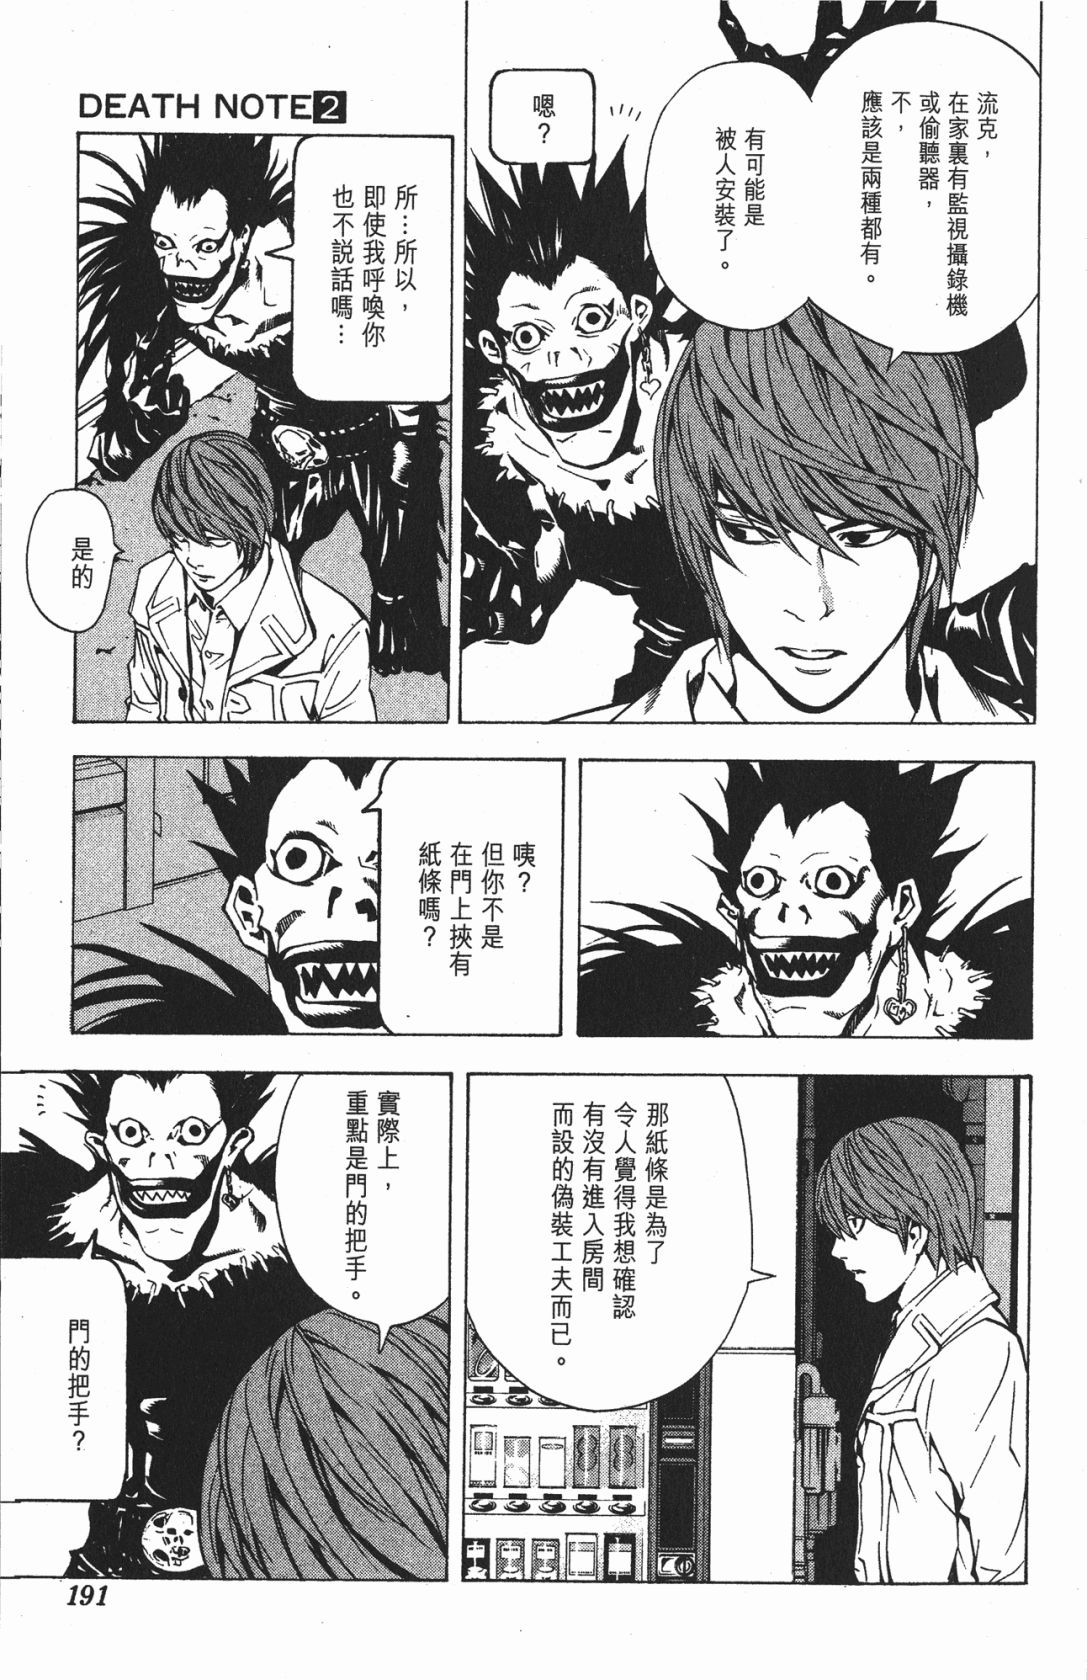 DEATH NOTE 2
流克，
在家裏有監視攝錄機
或偷聽器，
不，
應該是兩種都有。
有可能是
被人安裝了。
嗯？
所…所以，
即使我呼喚你
也不説話嗎…
是的
咦？
但你不是
在門上挾有
紙條嗎？
那紙條是為了
令人覺得我想確認
有沒有進入房間
而設的偽裝工夫而已。
實際上，
重點是門的把手。
門的把手？
191